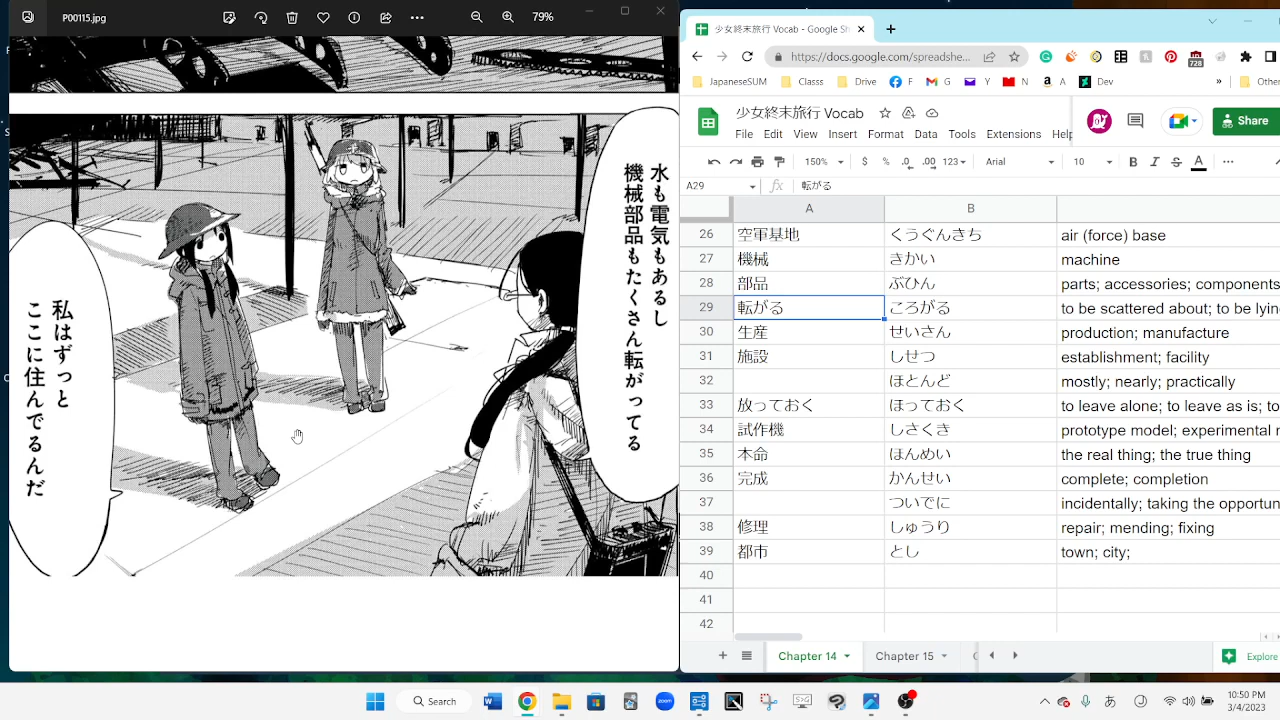 P00115.jpg
79%
水も電気もあるし
機械部品もたくさん転がってる
私はずっと
ここに住んでるんだ
少女終末旅行 Vocab - Google S
https://docs.google.com/spreadshe
728
JapaneseSUM
Classs
Drive
F
G
Y
N
A
Dev
»
Othe
少女終末旅行 Vocab
File Edit View Insert Format Data Tools Extensions Help
Share
150% $ % .0 .00 123 Arial 10 B I S A
A29 fx 転がる
A B
26 空軍基地 くうぐんきち air (force) base
27 機械 きかい machine
28 部品 ぶひん parts; accessories; components
29 転がる ころがる to be scattered about; to be lying
30 生産 せいさん production; manufacture
31 施設 しせつ establishment; facility
32 ほとんど mostly; nearly; practically
33 放っておく ほっておく to leave alone; to leave as is; to
34 試作機 しさくき prototype model; experimental
35 本命 ほんめい the real thing; the true thing
36 完成 かんせい complete; completion
37 ついでに incidentally; taking the opportun
38 修理 しゅうり repair; mending; fixing
39 都市 とし town; city;
40
41
42
Chapter 14 Chapter 15
Explore
Search
zoom
あ
10:50 PM
3/4/2023